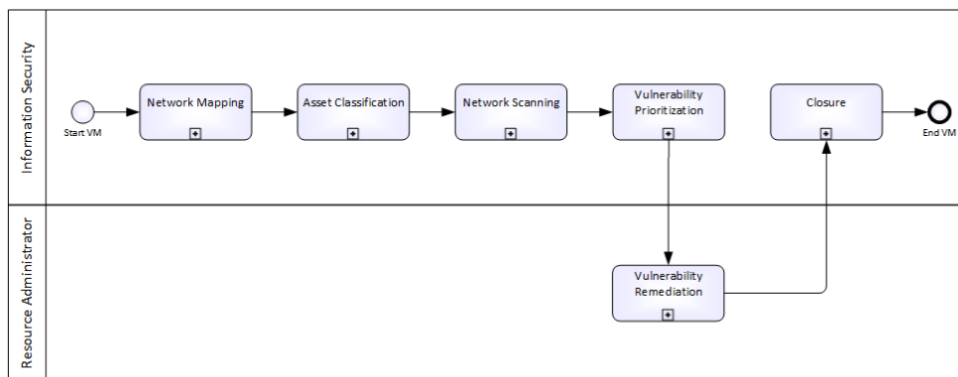 Information Security
Start VM
Network Mapping
Asset Classification
Network Scanning
Vulnerability
Prioritization
Closure
End VM
Resource Administrator
Vulnerability
Remediation